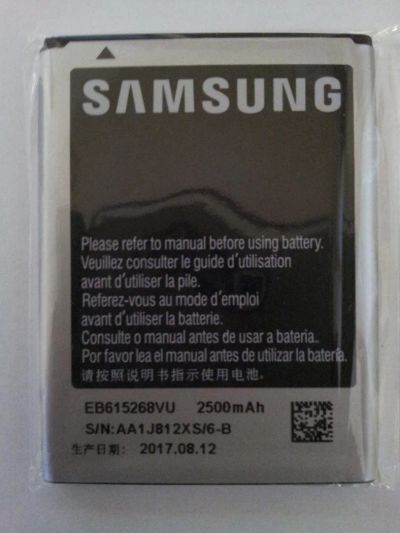 SAMSUNG
Please refer to manual before using battery.
Veuillez consulter le guide d'utilisation
avant d'utiliser la pile.
Referez-vous au mode d'emploi
avant d'utiliser la batterie.
Consulte o manual antes de usar a bateria..
Por favor lea el manual antes de utilizar la batería.
请按照说明书指示使用电池。
EB615268VU 2500mAh
S/N:AA1J812XS/6-B
生产日期: 2017.08.12